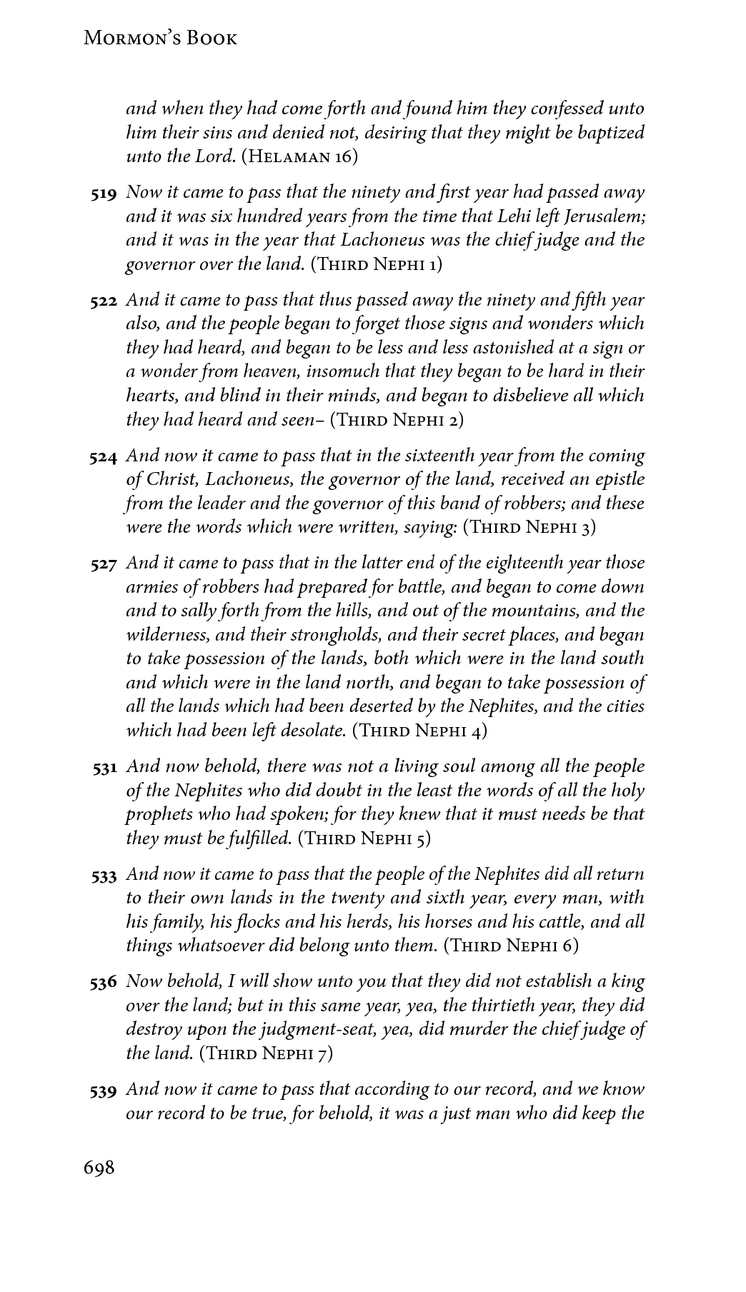 Mormon’s Book
and when they had come forth and found him they confessed unto
him their sins and denied not, desiring that they might be baptized
unto the Lord. (Helaman 16)
519 Now it came to pass that the ninety and first year had passed away
and it was six hundred years from the time that Lehi left Jerusalem;
and it was in the year that Lachoneus was the chief judge and the
governor over the land. (Third Nephi 1)
522 And it came to pass that thus passed away the ninety and fifth year
also, and the people began to forget those signs and wonders which
they had heard, and began to be less and less astonished at a sign or
a wonder from heaven, insomuch that they began to be hard in their
hearts, and blind in their minds, and began to disbelieve all which
they had heard and seen– (Third Nephi 2)
524 And now it came to pass that in the sixteenth year from the coming
of Christ, Lachoneus, the governor of the land, received an epistle
from the leader and the governor of this band of robbers; and these
were the words which were written, saying: (Third Nephi 3)
527 And it came to pass that in the latter end of the eighteenth year those
armies of robbers had prepared for battle, and began to come down
and to sally forth from the hills, and out of the mountains, and the
wilderness, and their strongholds, and their secret places, and began
to take possession of the lands, both which were in the land south
and which were in the land north, and began to take possession of
all the lands which had been deserted by the Nephites, and the cities
which had been left desolate. (Third Nephi 4)
531 And now behold, there was not a living soul among all the people
of the Nephites who did doubt in the least the words of all the holy
prophets who had spoken; for they knew that it must needs be that
they must be fulfilled. (Third Nephi 5)
533 And now it came to pass that the people of the Nephites did all return
to their own lands in the twenty and sixth year, every man, with
his family, his flocks and his herds, his horses and his cattle, and all
things whatsoever did belong unto them. (Third Nephi 6)
536 Now behold, I will show unto you that they did not establish a king
over the land; but in this same year, yea, the thirtieth year, they did
destroy upon the judgment-seat, yea, did murder the chief judge of
the land. (Third Nephi 7)
539 And now it came to pass that according to our record, and we know
our record to be true, for behold, it was a just man who did keep the
698